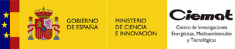 GOBIERNO
DE ESPAÑA
MINISTERIO
DE CIENCIA
E INNOVACIÓN
Ciemat
Centro de Investigaciones
Energéticas, Medioambientales
y Tecnológicas